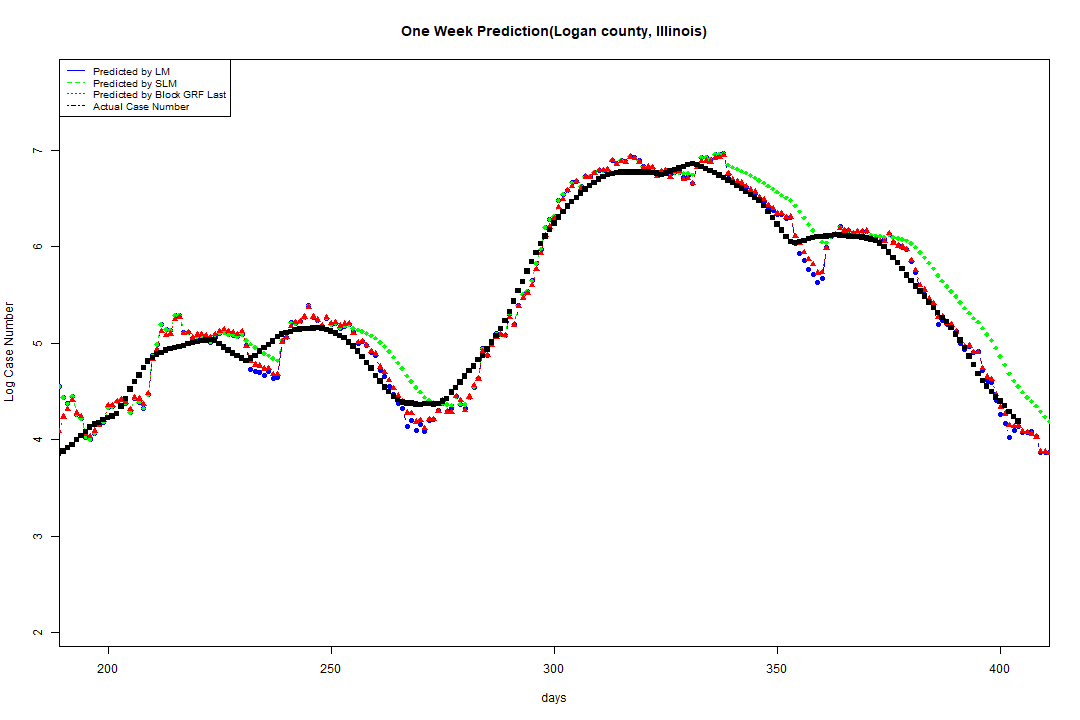 One Week Prediction(Logan county, Illinois)
Predicted by LM
Predicted by SLM
Predicted by Block GRF Last
Actual Case Number
7
6
5
4
3
2
Log Case Number
200
250
300
350
400
days